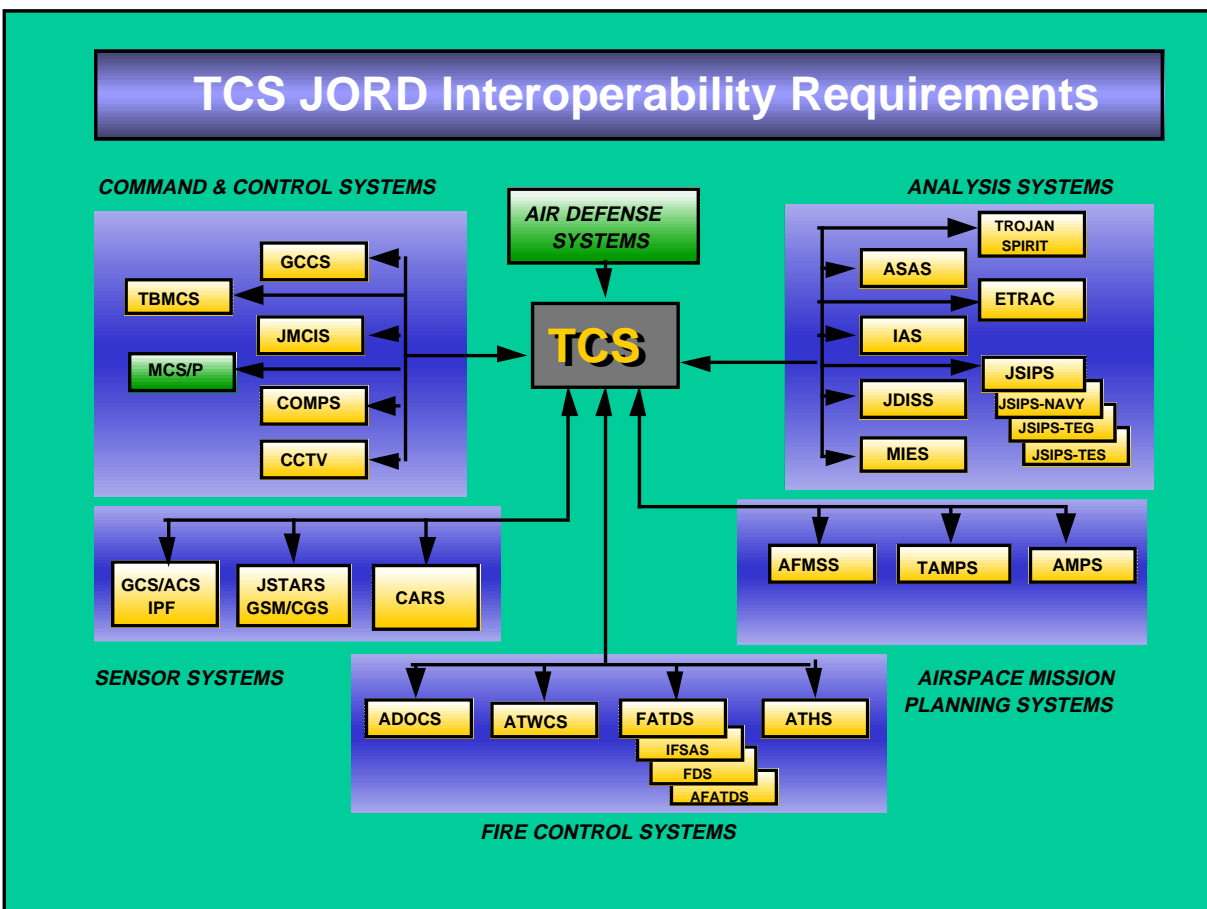 TCS JORD Interoperability Requirements
COMMAND & CONTROL SYSTEMS
GCCS
TBMCS
JMCIS
MCS/P
COMPS
CCTV
AIR DEFENSE
SYSTEMS
TCS
ANALYSIS SYSTEMS
TROJAN
SPIRIT
ASAS
ETRAC
IAS
JSIPS
JSIPS-NAVY
JSIPS-TEG
JSIPS-TES
JDISS
MIES
GCS/ACS
IPF
JSTARS
GSM/CGS
CARS
SENSOR SYSTEMS
AFMSS
TAMPS
AMPS
AIRSPACE MISSION
PLANNING SYSTEMS
ADOCS
ATWCS
FATDS
IFSAS
FDS
AFATDS
ATHS
FIRE CONTROL SYSTEMS